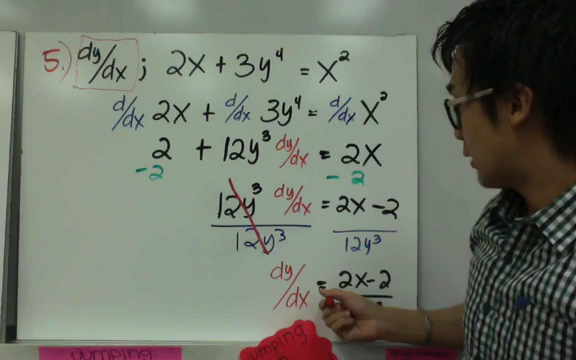 5.) dy/dx ; 2x + 3y⁴ = x²
d/dx 2x + d/dx 3y⁴ = d/dx x²
2 + 12y³ dy/dx = 2x
-2 - 2
12y³ dy/dx = 2x - 2
12y³ 12y³
dy/dx = 2x - 2
pumping